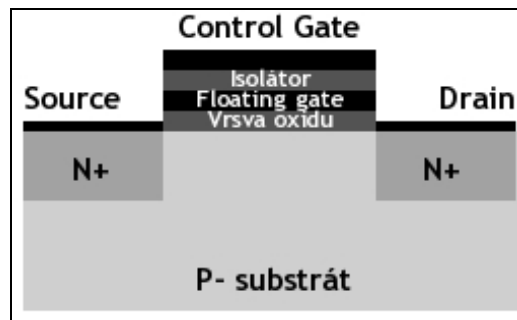 Control Gate
Isolátor
Source Floating gate Drain
Vrsva oxidu
N+ N+
P- substrát